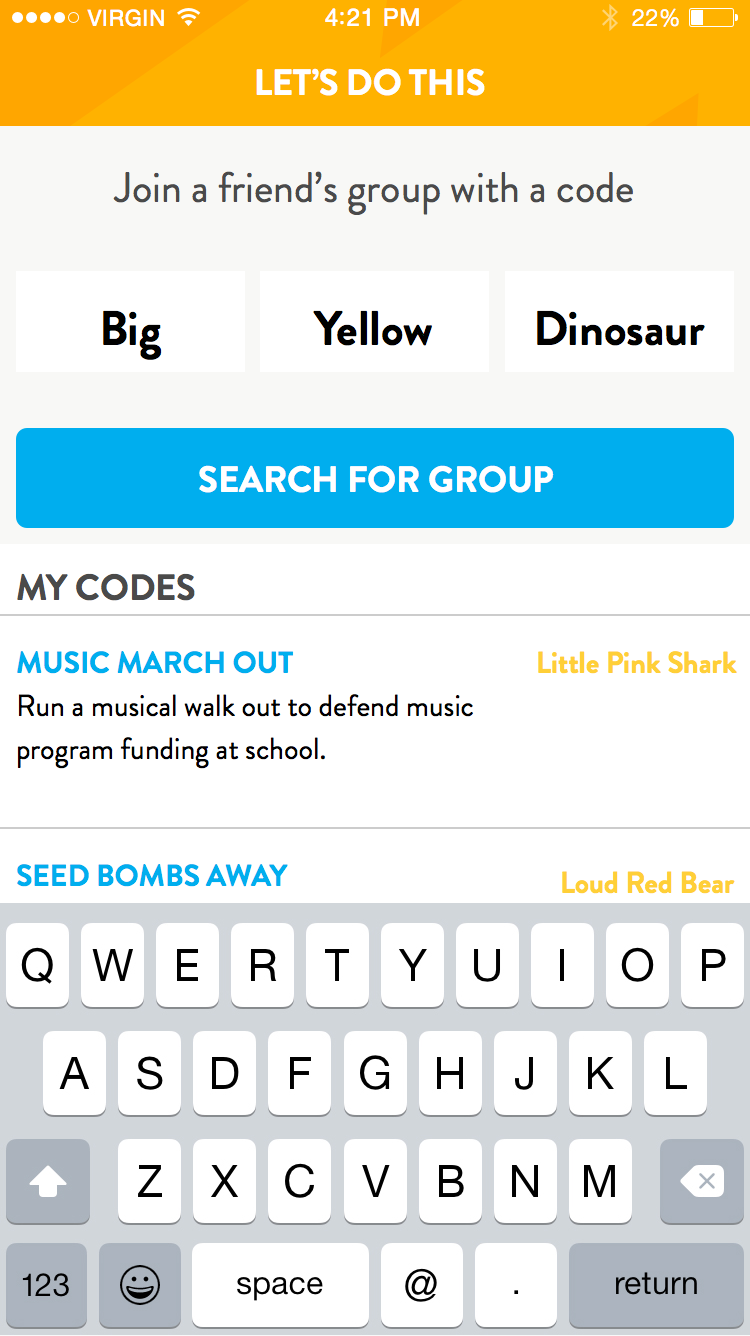 VIRGIN 4:21 PM 22%
LET'S DO THIS
Join a friend's group with a code
Big Yellow Dinosaur
SEARCH FOR GROUP
MY CODES
MUSIC MARCH OUT Little Pink Shark
Run a musical walk out to defend music
program funding at school.
SEED BOMBS AWAY Loud Red Bear
Q W E R T Y U I O P
A S D F G H J K L
Z X C V B N M
123 space @ . return